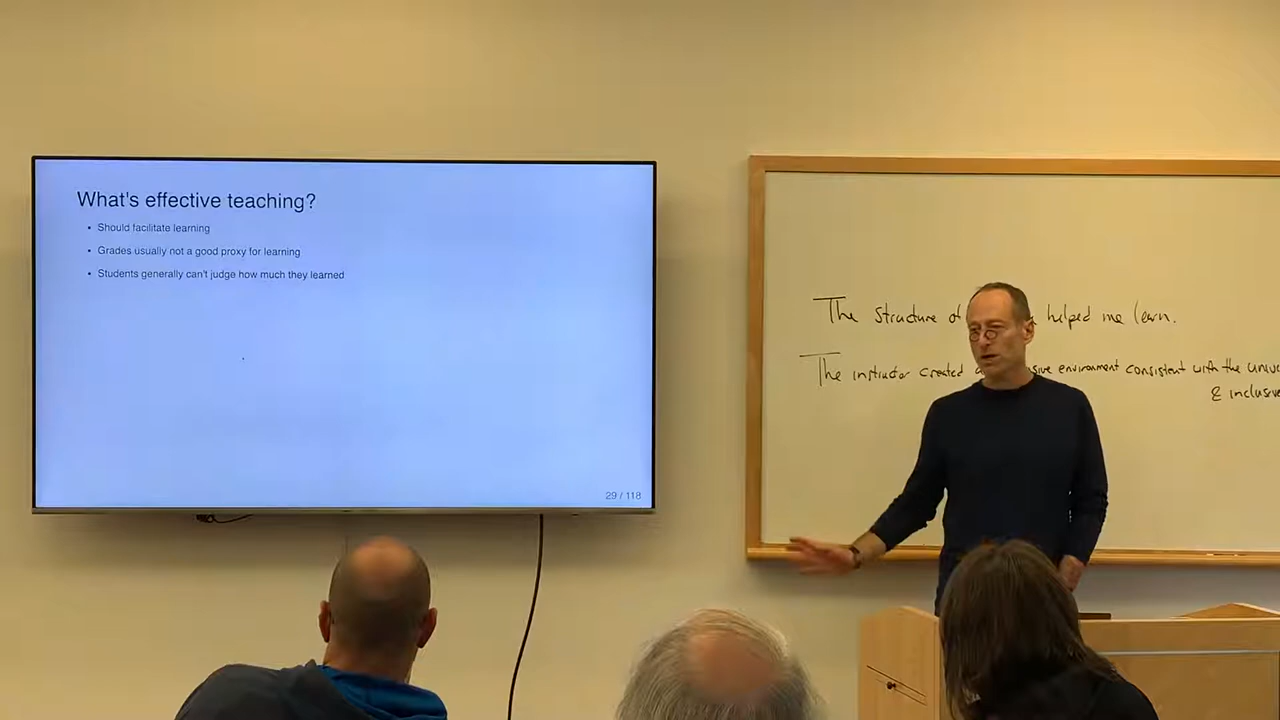 What's effective teaching?
• Should facilitate learning
• Grades usually not a good proxy for learning
• Students generally can't judge how much they learned
29 / 118
The structure of helped me learn.
The instructor created environment consistent with the
& inclusive